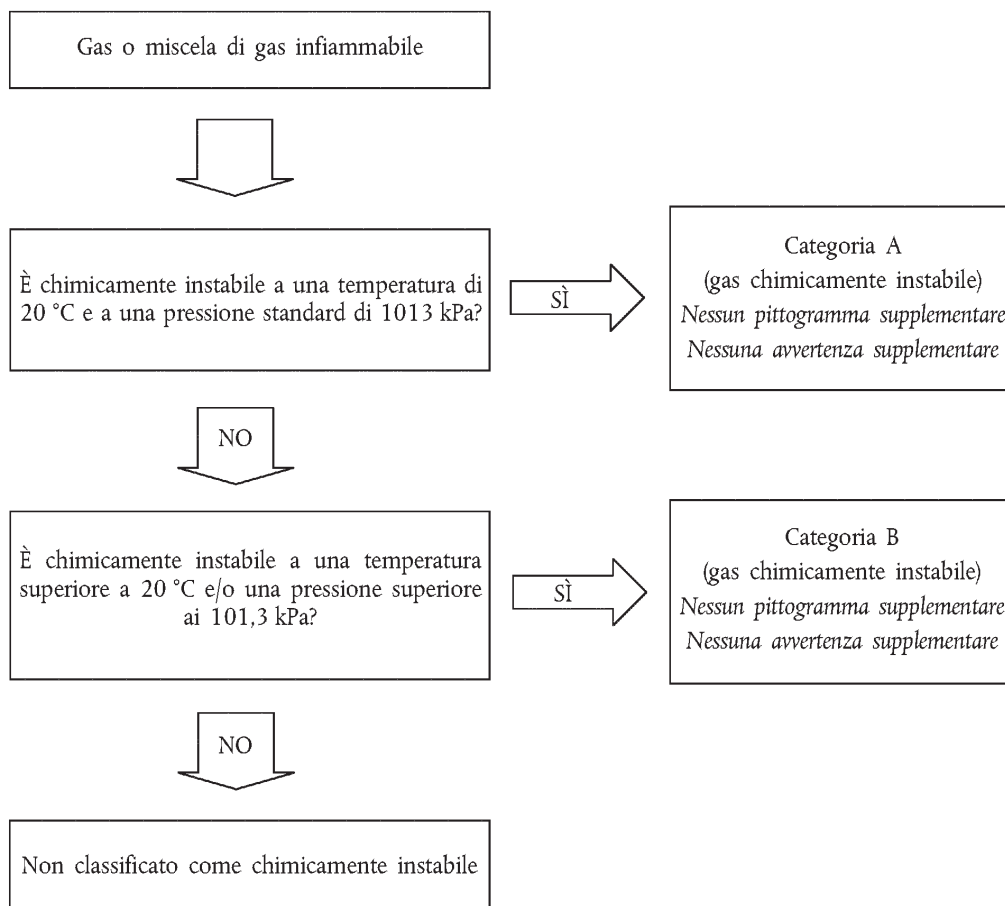 Gas o miscela di gas infiammabile
È chimicamente instabile a una temperatura di
20 °C e a una pressione standard di 1013 kPa?
SÌ
Categoria A
(gas chimicamente instabile)
Nessun pittogramma supplementare
Nessuna avvertenza supplementare
NO
È chimicamente instabile a una temperatura
superiore a 20 °C e/o una pressione superiore
ai 101,3 kPa?
SÌ
Categoria B
(gas chimicamente instabile)
Nessun pittogramma supplementare
Nessuna avvertenza supplementare
NO
Non classificato come chimicamente instabile